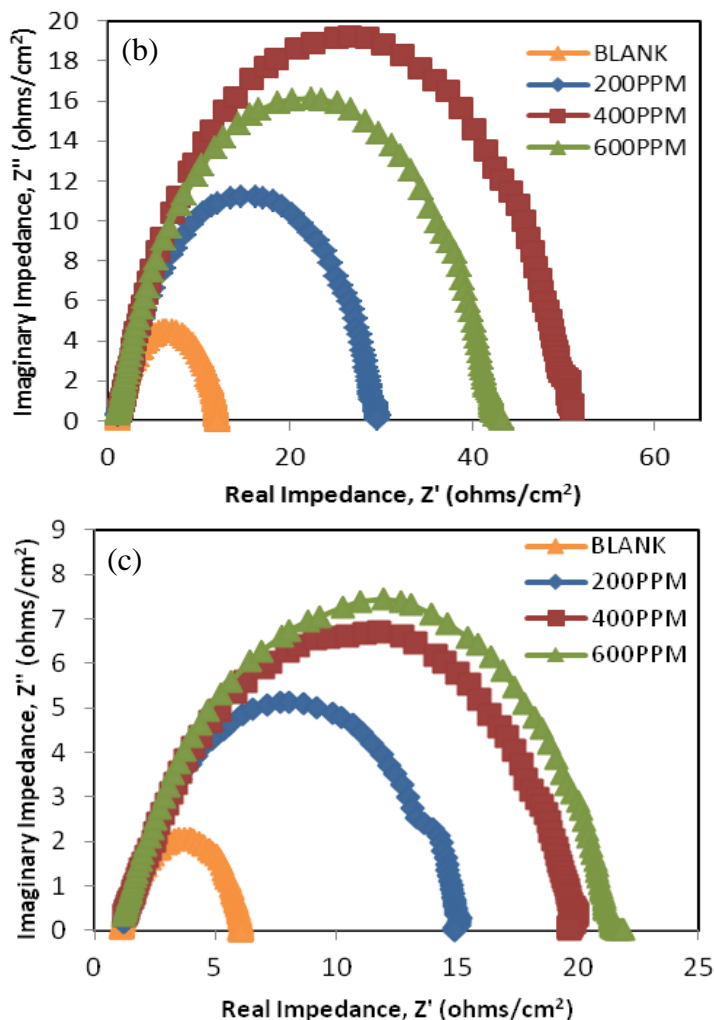 (b)
BLANK
200PPM
400PPM
600PPM
Imaginary Impedance, Z'' (ohms/cm²)
20
18
16
14
12
10
8
6
4
2
0
0 20 40 60
Real Impedance, Z' (ohms/cm²)
(c)
BLANK
200PPM
400PPM
600PPM
Imaginary Impedance, Z'' (ohms/cm²)
9
8
7
6
5
4
3
2
1
0
0 5 10 15 20 25
Real Impedance, Z' (ohms/cm²)